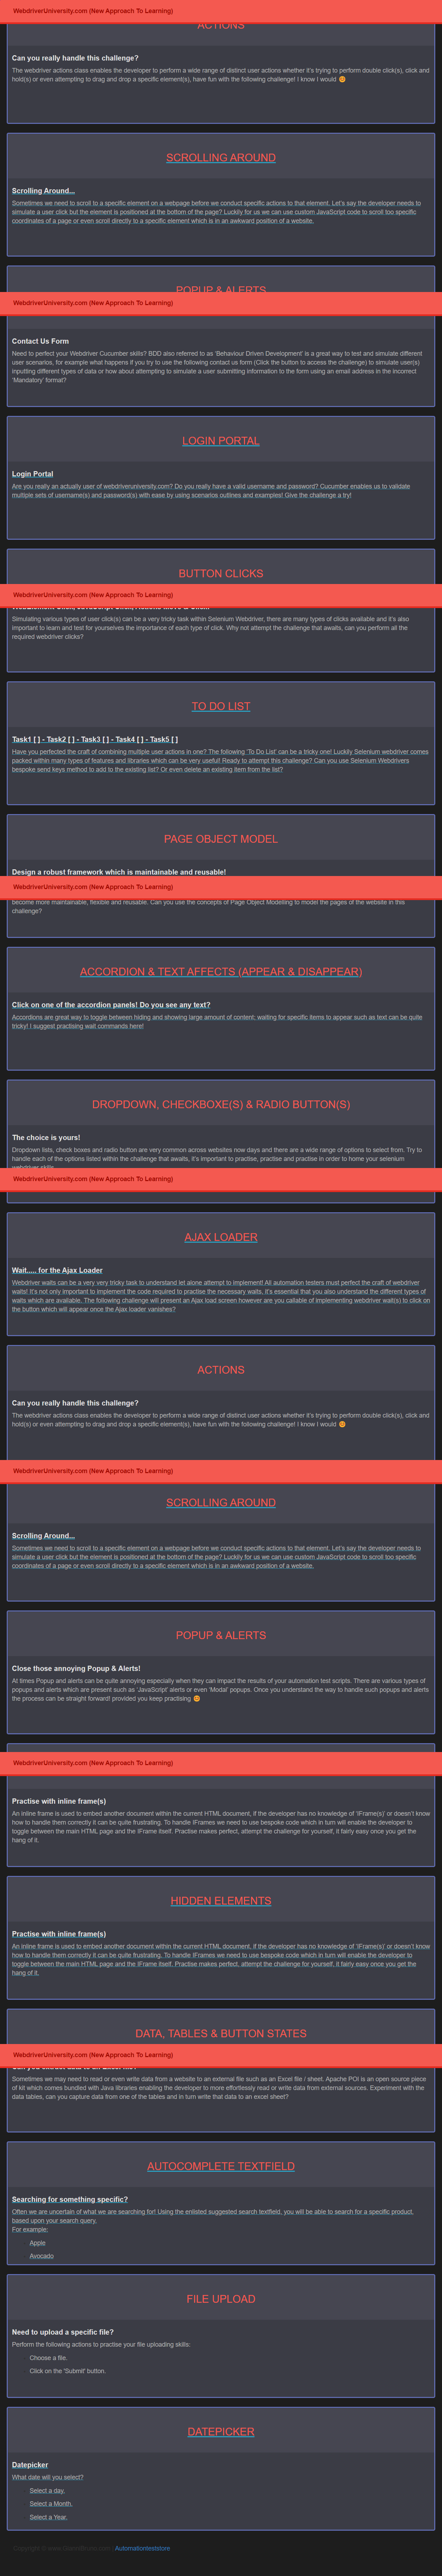 WebdriverUniversity.com (New Approach To Learning)
ACTIONS
Can you really handle this challenge?
The webdriver actions class enables the developer to perform a wide range of distinct user actions whether it's trying to perform double click(s), click and
hold(s) or even attempting to drag and drop a specific element(s), have fun with the following challenge! I know I would 😊
SCROLLING AROUND
Scrolling Around...
Sometimes we need to scroll to a specific element on a webpage before we conduct specific actions to that element. Let's say the developer needs to
simulate a user click but the element is positioned at the bottom of the page? Luckily for us we can use custom JavaScript code to scroll too specific
coordinates of a page or even scroll directly to a specific element which is in an awkward position of a website.
POPUP & ALERTS
WebdriverUniversity.com (New Approach To Learning)
Contact Us Form
Need to perfect your Webdriver Cucumber skills? BDD also referred to as 'Behaviour Driven Development' is a great way to test and simulate different
user scenarios, for example what happens if you try to use the following contact us form (Click the button to access the challenge) to simulate user(s)
inputting different types of data or how about attempting to simulate a user submitting information to the form using an email address in the incorrect
'Mandatory' format?
LOGIN PORTAL
Login Portal
Are you really an actually user of webdriveruniversity.com? Do you really have a valid username and password? Cucumber enables us to validate
multiple sets of username(s) and password(s) with ease by using scenarios outlines and examples! Give the challenge a try!
BUTTON CLICKS
WebdriverUniversity.com (New Approach To Learning)
WebElement Click, JavaScript Click, Actions Move & Click!
Simulating various types of user click(s) can be a very tricky task within Selenium Webdriver, there are many types of clicks available and it's also
important to learn and test for yourselves the importance of each type of click. Why not attempt the challenge that awaits, can you perform all the
required webdriver clicks?
TO DO LIST
Task1 [ ] - Task2 [ ] - Task3 [ ] - Task4 [ ] - Task5 [ ]
Have you perfected the craft of combining multiple user actions in one? The following 'To Do List' can be a tricky one! Luckily Selenium webdriver comes
packed within many types of features and libraries which can be very useful! Ready to attempt this challenge? Can you use Selenium Webdrivers
bespoke send keys method to add to the existing list? Or even delete an existing item from the list?
PAGE OBJECT MODEL
Design a robust framework which is maintainable and reusable!
WebdriverUniversity.com (New Approach To Learning)
become more maintainable, flexible and reusable. Can you use the concepts of Page Object Modelling to model the pages of the website in this
challenge?
ACCORDION & TEXT AFFECTS (APPEAR & DISAPPEAR)
Click on one of the accordion panels! Do you see any text?
Accordions are great way to toggle between hiding and showing large amount of content; waiting for specific items to appear such as text can be quite
tricky! I suggest practising wait commands here!
DROPDOWN, CHECKBOXE(S) & RADIO BUTTON(S)
The choice is yours!
Dropdown lists, check boxes and radio button are very common across websites now days and there are a wide range of options to select from. Try to
handle each of the options listed within the challenge that awaits, it's important to practise, practise and practise in order to home your selenium
webdriver skills.
WebdriverUniversity.com (New Approach To Learning)
AJAX LOADER
Wait..... for the Ajax Loader
Webdriver waits can be a very very tricky task to understand let alone attempt to implement! All automation testers must perfect the craft of webdriver
waits! It's not only important to implement the code required to practise the necessary waits, it's essential that you also understand the different types of
waits which are available. The following challenge will present an Ajax load screen however are you callable of implementing webdriver wait(s) to click on
the button which will appear once the Ajax loader vanishes?
ACTIONS
Can you really handle this challenge?
The webdriver actions class enables the developer to perform a wide range of distinct user actions whether it's trying to perform double click(s), click and
hold(s) or even attempting to drag and drop a specific element(s), have fun with the following challenge! I know I would 😊
WebdriverUniversity.com (New Approach To Learning)
SCROLLING AROUND
Scrolling Around...
Sometimes we need to scroll to a specific element on a webpage before we conduct specific actions to that element. Let's say the developer needs to
simulate a user click but the element is positioned at the bottom of the page? Luckily for us we can use custom JavaScript code to scroll too specific
coordinates of a page or even scroll directly to a specific element which is in an awkward position of a website.
POPUP & ALERTS
Close those annoying Popup & Alerts!
At times Popup and alerts can be quite annoying especially when they can impact the results of your automation test scripts. There are various types of
popups and alerts which are present such as 'JavaScript' alerts or even 'Modal' popups. Once you understand the way to handle such popups and alerts
the process can be straight forward! provided you keep practising 😊
WebdriverUniversity.com (New Approach To Learning)
Practise with inline frame(s)
An inline frame is used to embed another document within the current HTML document, if the developer has no knowledge of 'IFrame(s)' or doesn't know
how to handle them correctly it can be quite frustrating. To handle IFrames we need to use bespoke code which in turn will enable the developer to
toggle between the main HTML page and the IFrame itself. Practise makes perfect, attempt the challenge for yourself, it fairly easy once you get the
hang of it.
HIDDEN ELEMENTS
Practise with inline frame(s)
An inline frame is used to embed another document within the current HTML document, if the developer has no knowledge of 'IFrame(s)' or doesn't know
how to handle them correctly it can be quite frustrating. To handle IFrames we need to use bespoke code which in turn will enable the developer to
toggle between the main HTML page and the IFrame itself. Practise makes perfect, attempt the challenge for yourself, it fairly easy once you get the
hang of it.
DATA, TABLES & BUTTON STATES
WebdriverUniversity.com (New Approach To Learning)
Sometimes we may need to read or even write data from a website to an external file such as an Excel file / sheet. Apache POI is an open source piece
of kit which comes bundled with Java libraries enabling the developer to more effortlessly read or write data from external sources. Experiment with the
data tables, can you capture data from one of the tables and in turn write that data to an excel sheet?
AUTOCOMPLETE TEXTFIELD
Searching for something specific?
Often we are uncertain of what we are searching for! Using the enlisted suggested search textfield, you will be able to search for a specific product,
based upon your search query.
For example:
Apple
Avocado
FILE UPLOAD
Need to upload a specific file?
Perform the following actions to practise your file uploading skills:
Choose a file.
Click on the 'Submit' button.
DATEPICKER
Datepicker
What date will you select?
Select a day.
Select a Month.
Select a Year.
Automationteststore